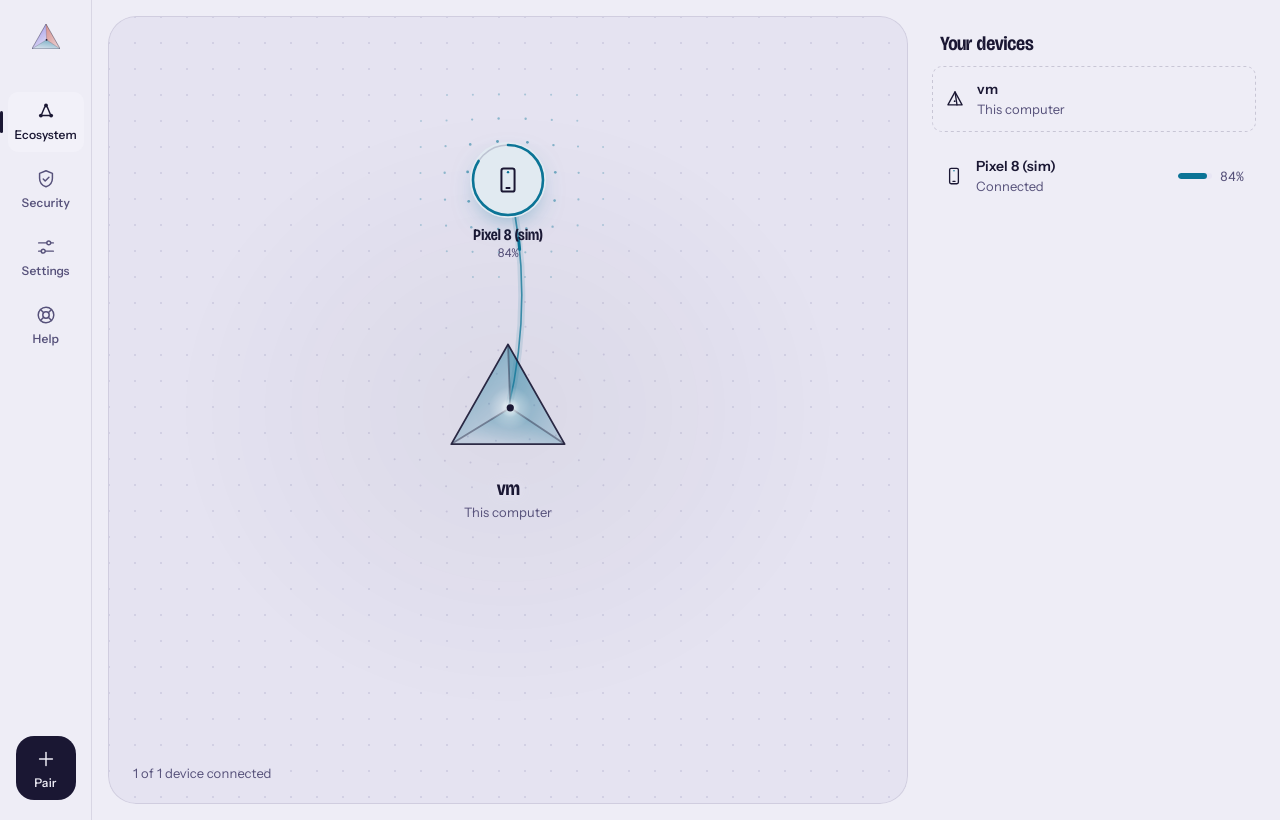 Ecosystem
Security
Settings
Help
Pair
Pixel 8 (sim)
84%
vm
This computer
1 of 1 device connected
Your devices
vm
This computer
Pixel 8 (sim)
Connected
84%